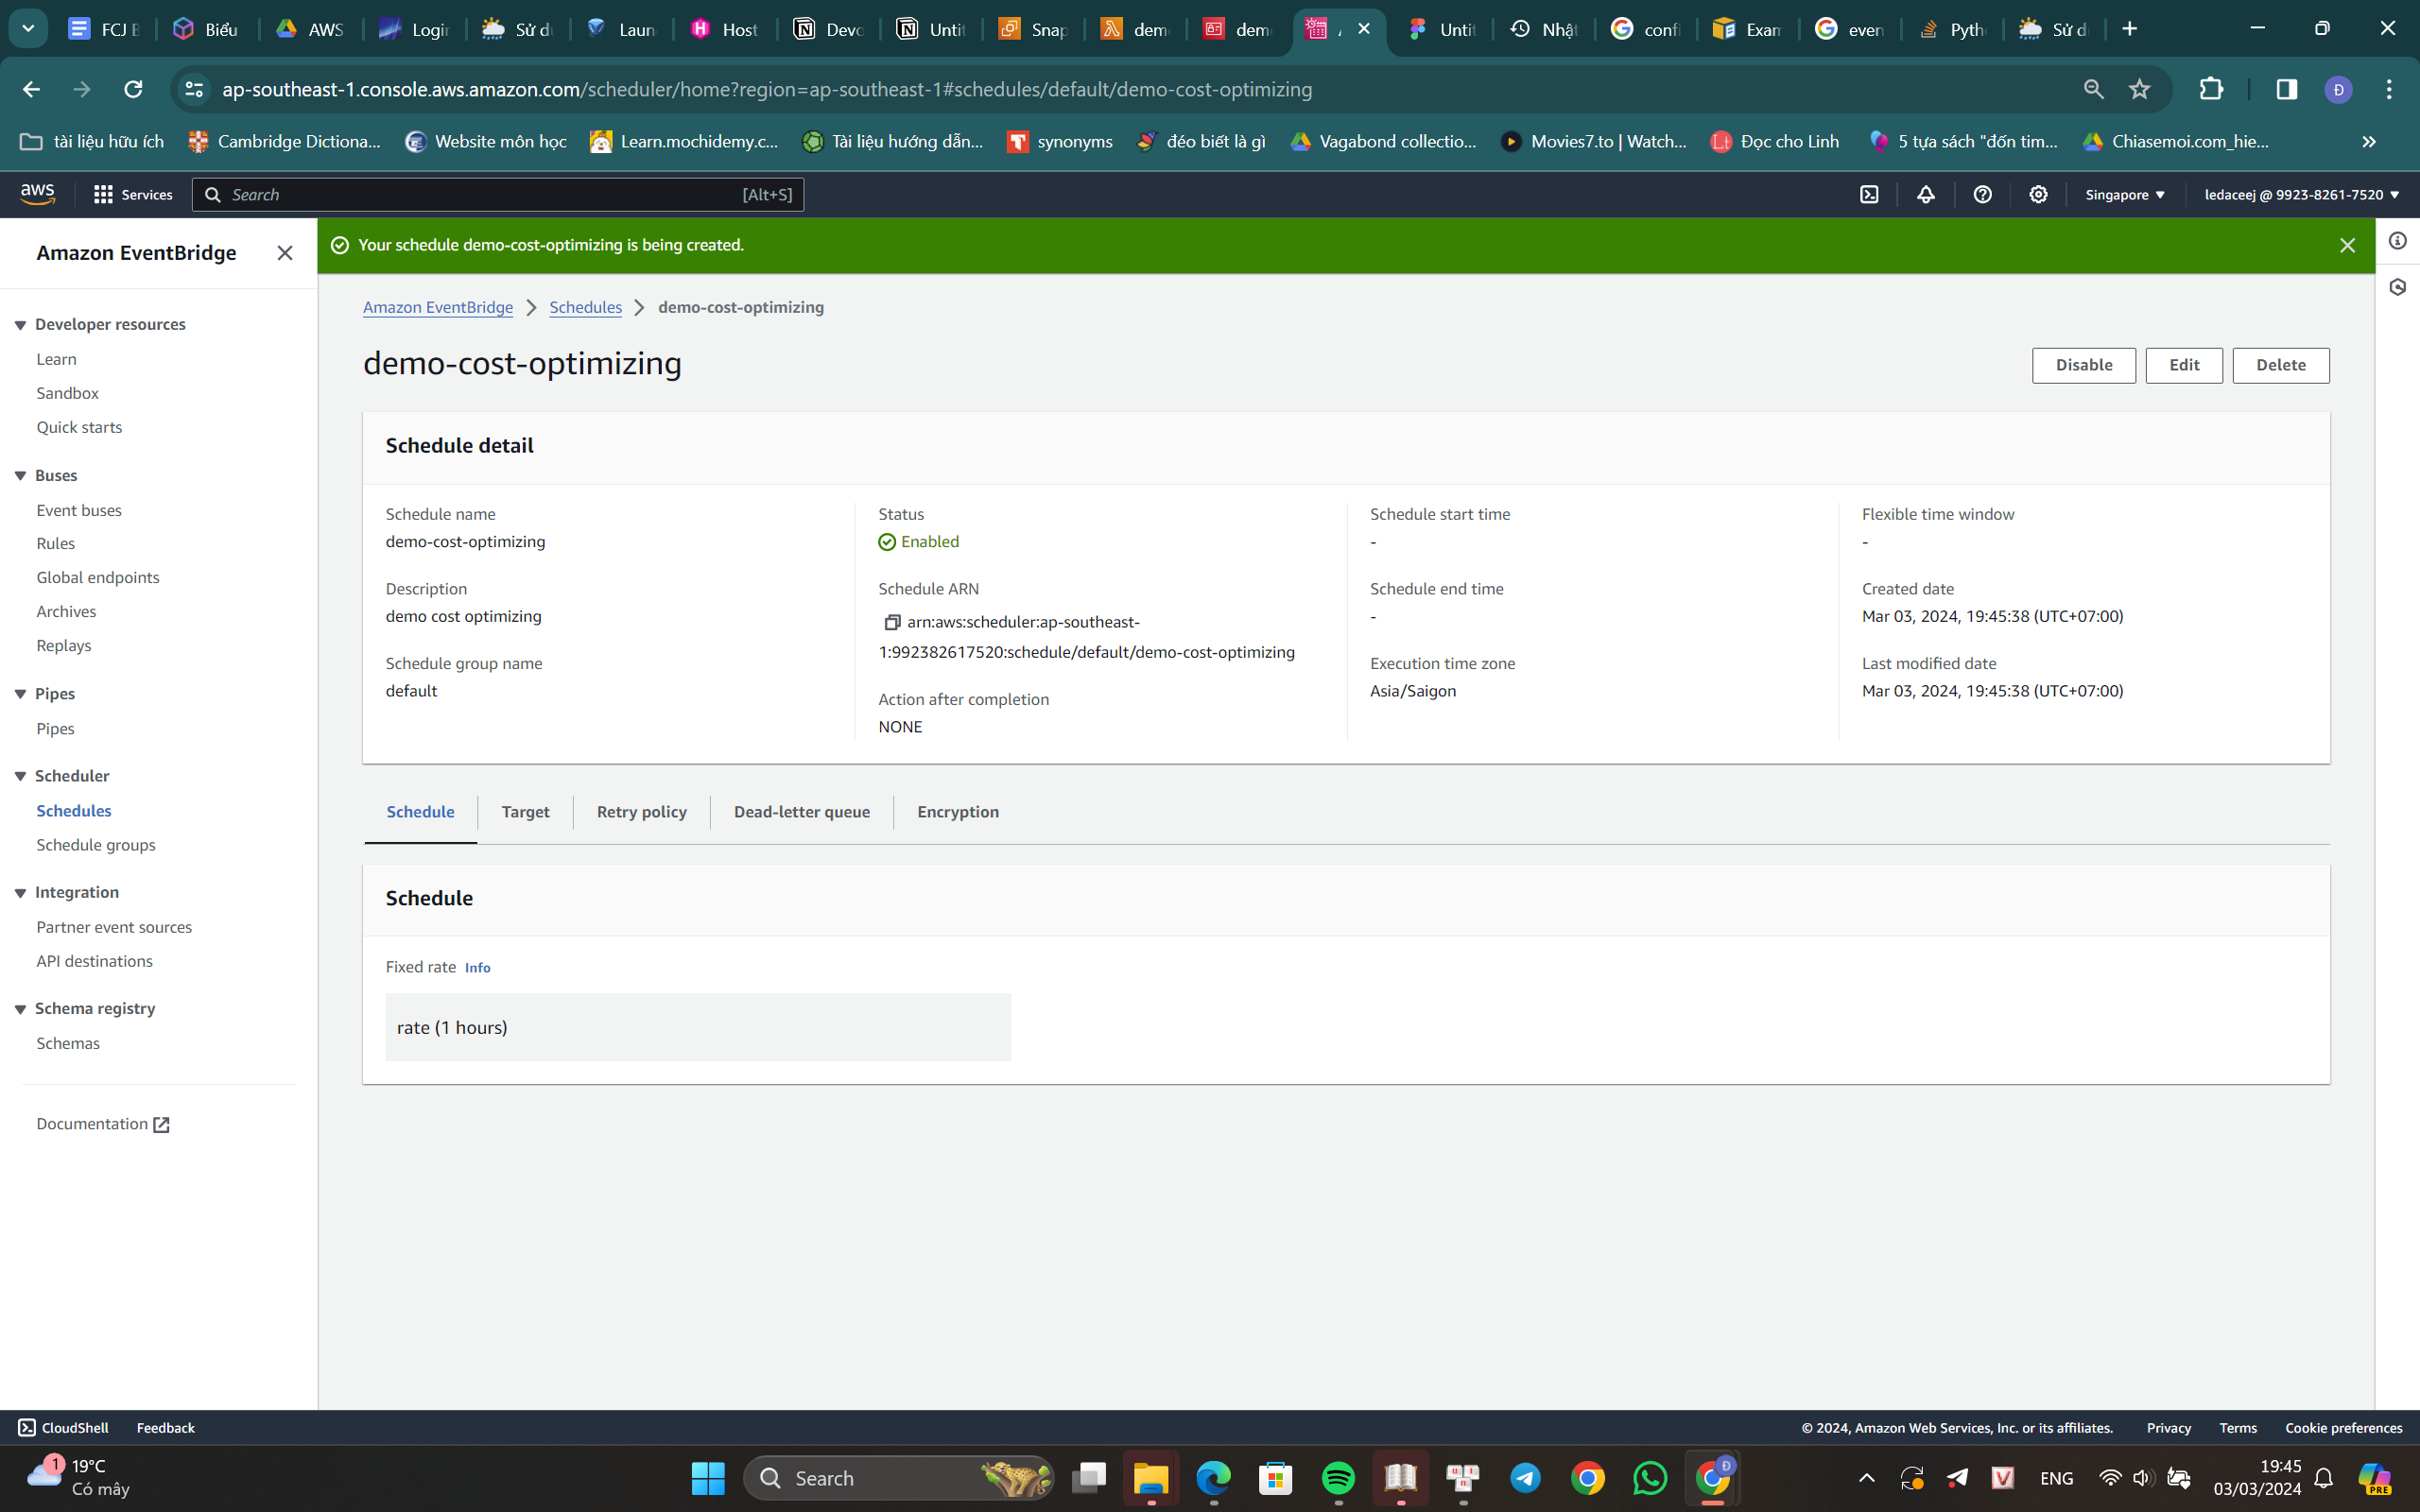 FCJ B
Biểu
AWS
Login
Sử dụ
Laun
Host
Devo
Untit
Snap
dem
dem
Untit
Nhật
confi
Exam
even
Pyth
Sử d
ap-southeast-1.console.aws.amazon.com/scheduler/home?region=ap-southeast-1#schedules/default/demo-cost-optimizing
Đ
tài liệu hữu ích
Cambridge Dictiona...
Website môn học
Learn.mochidemy.c...
Tài liệu hướng dẫn...
synonyms
đéo biết là gì
Vagabond collectio...
Movies7.to | Watch...
Đọc cho Linh
5 tựa sách "đốn tim...
Chiasemoi.com_hie...
aws
Services
Search
[Alt+S]
Singapore
ledaceej @ 9923-8261-7520
Amazon EventBridge
Developer resources
Learn
Sandbox
Quick starts
Buses
Event buses
Rules
Global endpoints
Archives
Replays
Pipes
Pipes
Scheduler
Schedules
Schedule groups
Integration
Partner event sources
API destinations
Schema registry
Schemas
Documentation
Your schedule demo-cost-optimizing is being created.
Amazon EventBridge
Schedules
demo-cost-optimizing
demo-cost-optimizing
Disable
Edit
Delete
Schedule detail
Schedule name
demo-cost-optimizing
Description
demo cost optimizing
Schedule group name
default
Status
Enabled
Schedule ARN
arn:aws:scheduler:ap-southeast-
1:992382617520:schedule/default/demo-cost-optimizing
Action after completion
NONE
Schedule start time
-
Schedule end time
-
Execution time zone
Asia/Saigon
Flexible time window
-
Created date
Mar 03, 2024, 19:45:38 (UTC+07:00)
Last modified date
Mar 03, 2024, 19:45:38 (UTC+07:00)
Schedule
Target
Retry policy
Dead-letter queue
Encryption
Schedule
Fixed rate Info
rate (1 hours)
CloudShell
Feedback
© 2024, Amazon Web Services, Inc. or its affiliates.
Privacy
Terms
Cookie preferences
1
19°C
Có mây
Search
Đ
ENG
19:45
03/03/2024
PRE